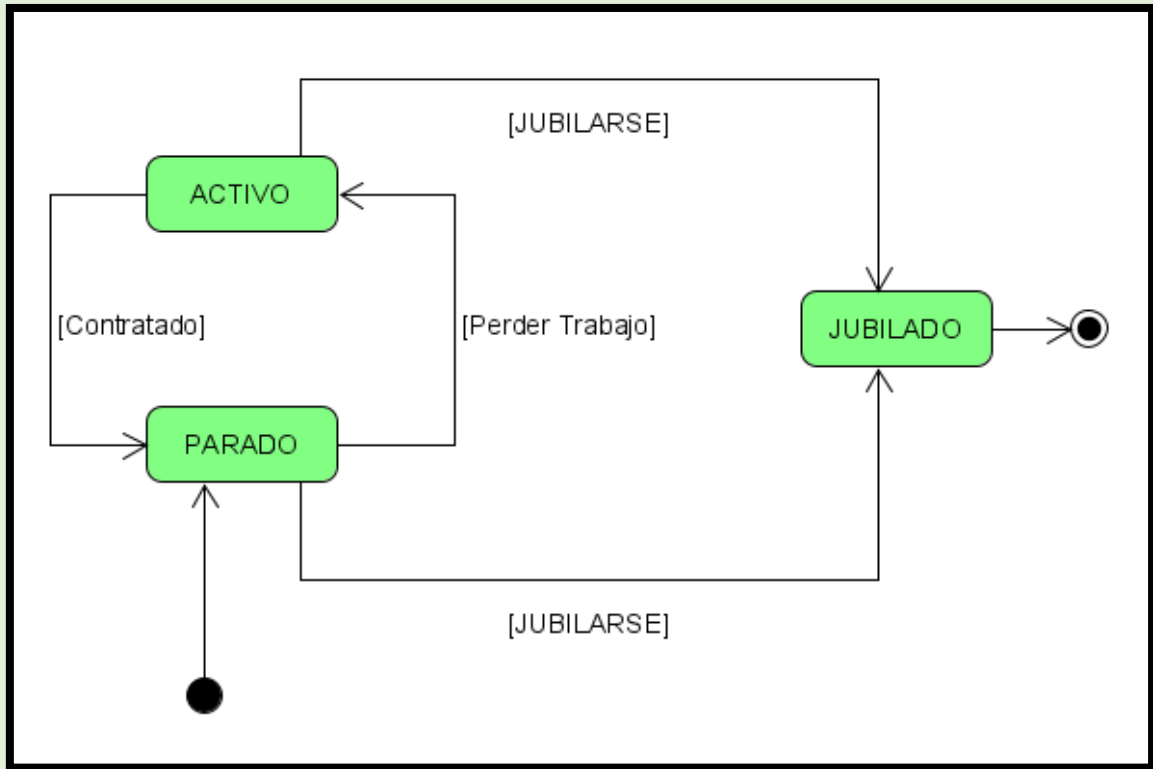 [JUBILARSE]
ACTIVO
[Contratado]
[Perder Trabajo]
JUBILADO
PARADO
[JUBILARSE]